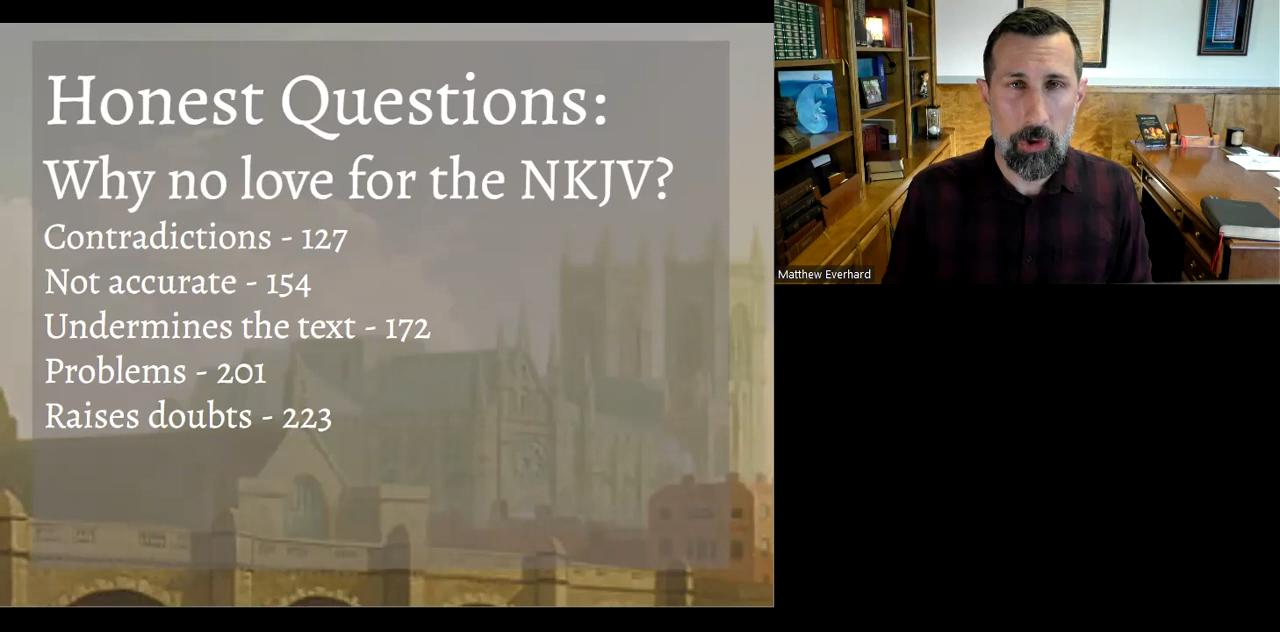 Honest Questions:
Why no love for the NKJV?
Contradictions - 127
Not accurate - 154
Undermines the text - 172
Problems - 201
Raises doubts - 223
Matthew Everhard